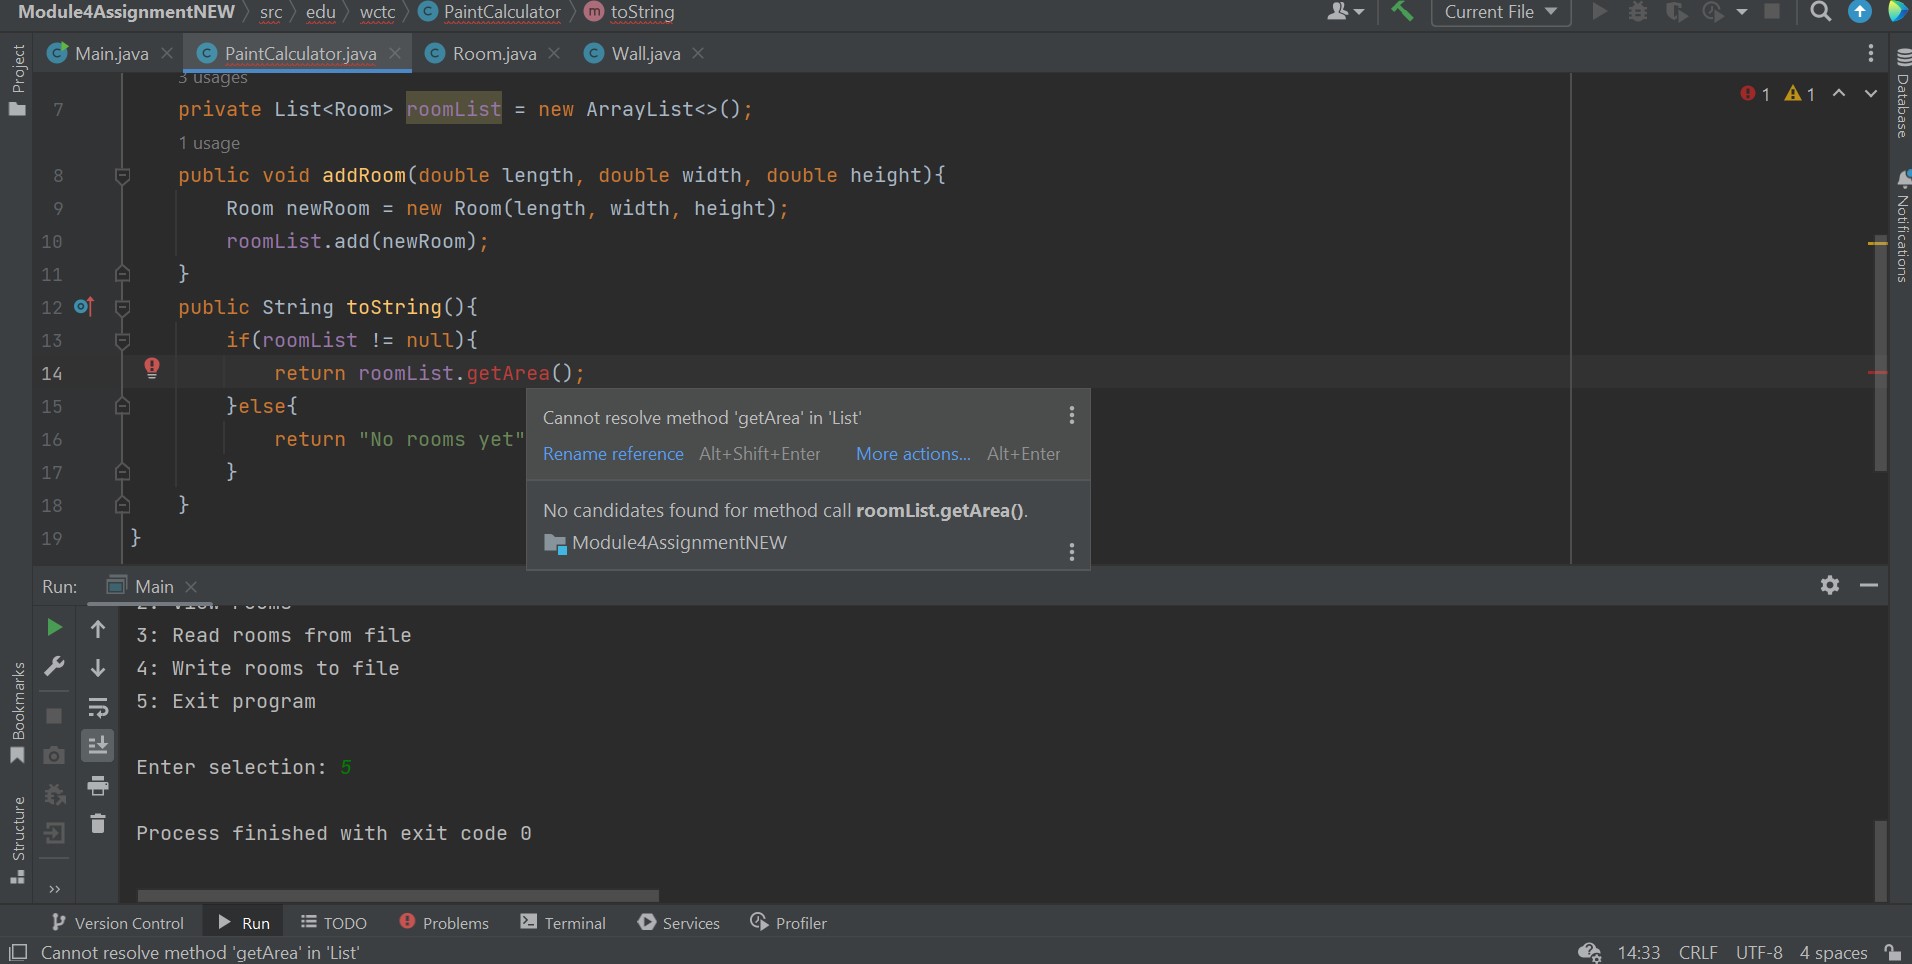 Module4AssignmentNEW src edu wctc PaintCalculator toString Current File
Main.java PaintCalculator.java Room.java Wall.java
Project
3 usages
7 private List<Room> roomList = new ArrayList<>(); 1 1
1 usage
8 public void addRoom(double length, double width, double height){
9 Room newRoom = new Room(length, width, height);
10 roomList.add(newRoom);
11 }
12 public String toString(){
13 if(roomList != null){
14 return roomList.getArea();
15 }else{
16 return "No rooms yet"
17 }
18 }
19 }
Cannot resolve method 'getArea' in 'List'
Rename reference Alt+Shift+Enter More actions... Alt+Enter
No candidates found for method call roomList.getArea().
Module4AssignmentNEW
Database
Notifications
Run: Main
2: View rooms
3: Read rooms from file
4: Write rooms to file
5: Exit program
Enter selection: 5
Process finished with exit code 0
Bookmarks
Structure
Version Control Run TODO Problems Terminal Services Profiler
Cannot resolve method 'getArea' in 'List' 14:33 CRLF UTF-8 4 spaces